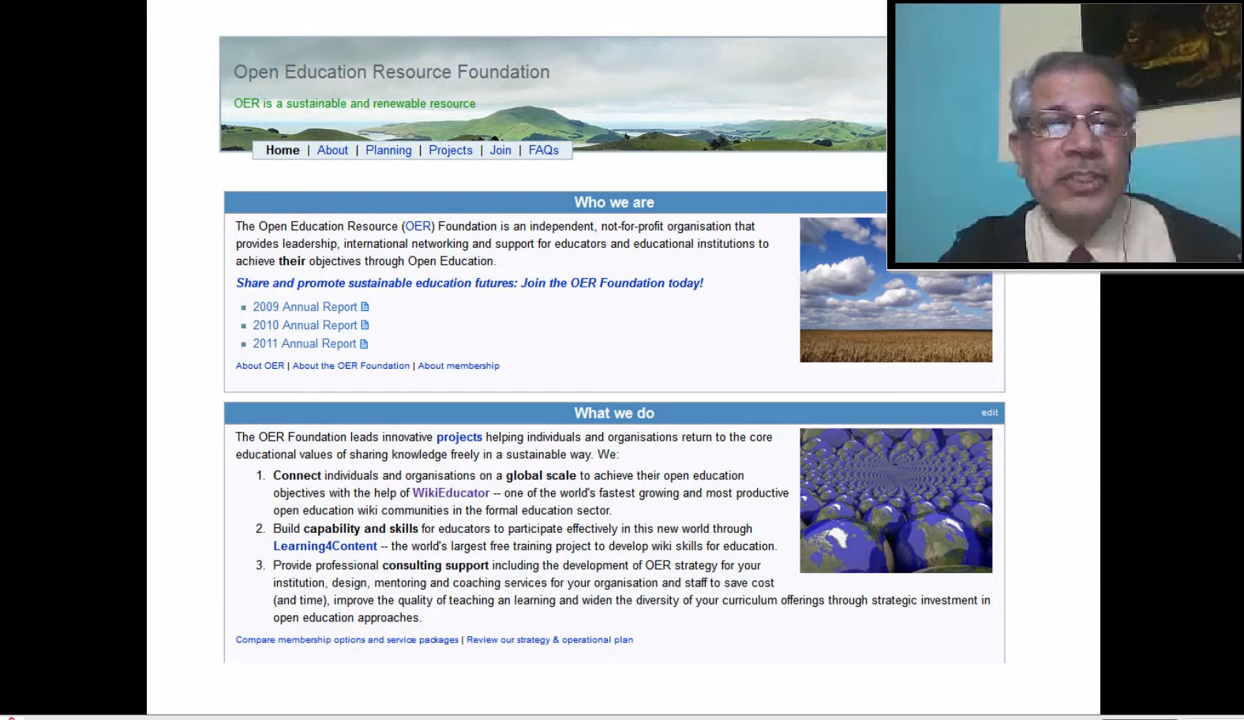 Open Education Resource Foundation
OER is a sustainable and renewable resource
Home | About | Planning | Projects | Join | FAQs
Who we are
The Open Education Resource (OER) Foundation is an independent, not-for-profit organisation that
provides leadership, international networking and support for educators and educational institutions to
achieve their objectives through Open Education.
Share and promote sustainable education futures: Join the OER Foundation today!
2009 Annual Report
2010 Annual Report
2011 Annual Report
About OER | About the OER Foundation | About membership
What we do
edit
The OER Foundation leads innovative projects helping individuals and organisations return to the core
educational values of sharing knowledge freely in a sustainable way. We:
1. Connect individuals and organisations on a global scale to achieve their open education
objectives with the help of WikiEducator -- one of the world's fastest growing and most productive
open education wiki communities in the formal education sector.
2. Build capability and skills for educators to participate effectively in this new world through
Learning4Content -- the world's largest free training project to develop wiki skills for education.
3. Provide professional consulting support including the development of OER strategy for your
institution, design, mentoring and coaching services for your organisation and staff to save cost
(and time), improve the quality of teaching an learning and widen the diversity of your curriculum offerings through strategic investment in
open education approaches.
Compare membership options and service packages | Review our strategy & operational plan